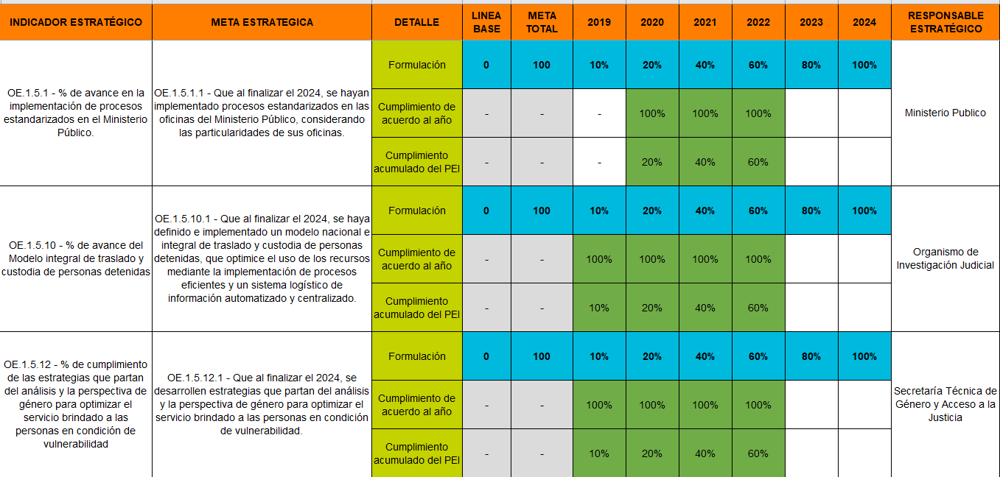 INDICADOR ESTRATÉGICO META ESTRATEGICA DETALLE LINEA BASE META TOTAL 2019 2020 2021 2022 2023 2024 RESPONSABLE ESTRATÉGICO
OE.1.5.1 - % de avance en la
implementación de procesos
estandarizados en el Ministerio
Público.
OE.1.5.1.1 - Que al finalizar el 2024, se hayan
implementado procesos estandarizados en las
oficinas del Ministerio Público, considerando
las particularidades de sus oficinas.
Formulación 0 100 10% 20% 40% 60% 80% 100%
Cumplimiento de
acuerdo al año - - - 100% 100% 100%
Cumplimiento
acumulado del PEI - - - 20% 40% 60%
Ministerio Publico
OE.1.5.10 - % de avance del
Modelo integral de traslado y
custodia de personas detenidas
OE.1.5.10.1 - Que al finalizar el 2024, se haya
definido e implementado un modelo nacional e
integral de traslado y custodia de personas
detenidas, que optimice el uso de los recursos
mediante la implementación de procesos
eficientes y un sistema logístico de
información automatizado y centralizado.
Formulación 0 100 10% 20% 40% 60% 80% 100%
Cumplimiento de
acuerdo al año - - 100% 100% 100% 100%
Cumplimiento
acumulado del PEI - - 10% 20% 40% 60%
Organismo de
Investigación Judicial
OE.1.5.12 - % de cumplimiento
de las estrategias que partan
del análisis y la perspectiva de
género para optimizar el
servicio brindado a las
personas en condición de
vulnerabilidad
OE.1.5.12.1 - Que al finalizar el 2024, se
desarrollen estrategias que partan del análisis
y la perspectiva de género para optimizar el
servicio brindado a las personas en condición
de vulnerabilidad.
Formulación 0 100 10% 20% 40% 60% 80% 100%
Cumplimiento de
acuerdo al año - - 100% 100% 100% 100%
Cumplimiento
acumulado del PEI - - 10% 20% 40% 60%
Secretaría Técnica de
Género y Acceso a la
Justicia